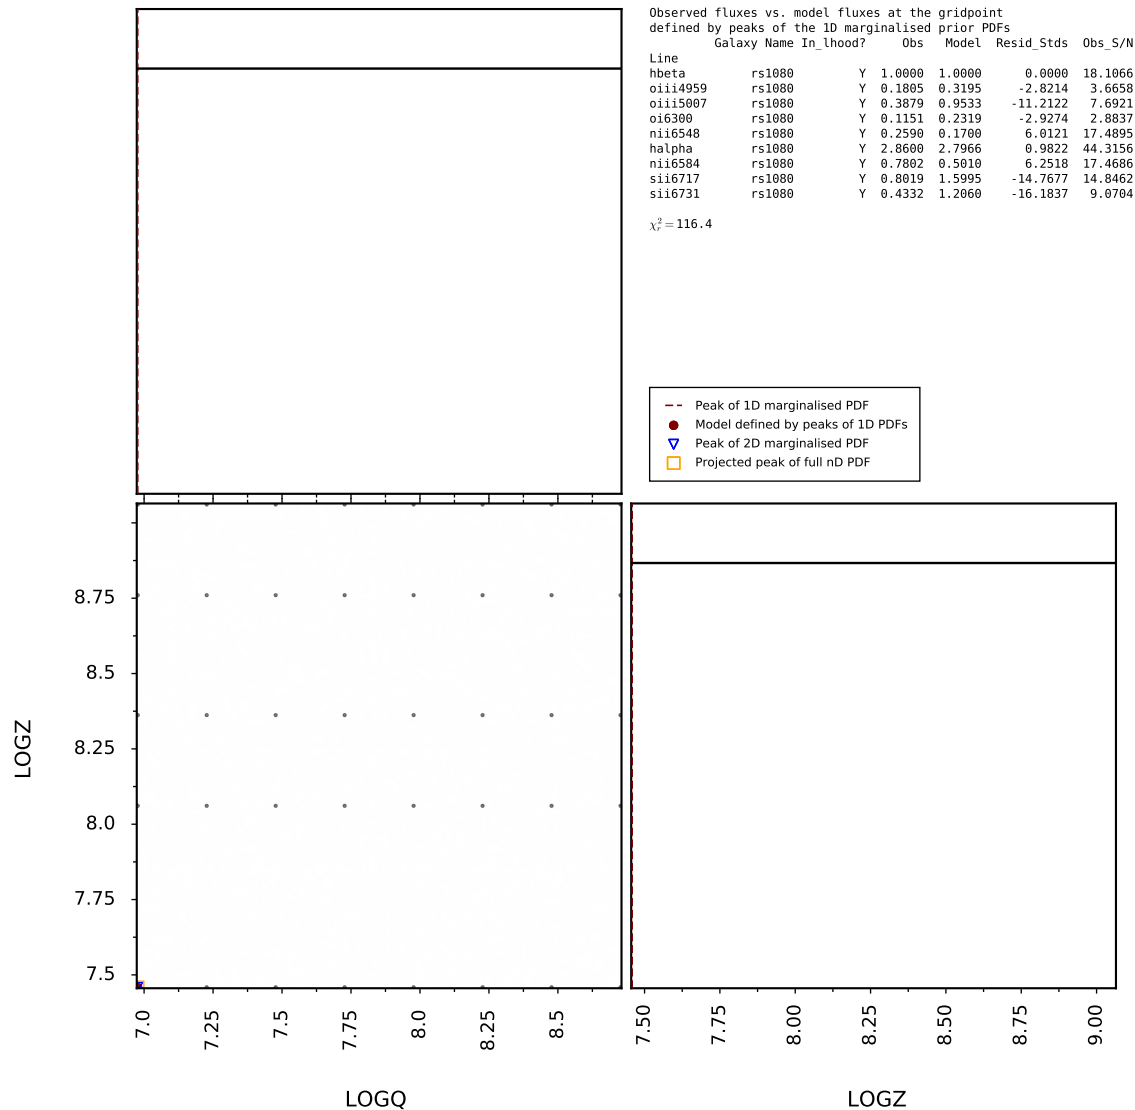 Observed fluxes vs. model fluxes at the gridpoint
defined by peaks of the 1D marginalised prior PDFs
Galaxy Name In_lhood? Obs Model Resid_Stds Obs_S/N
Line
hbeta rs1080 Y 1.0000 1.0000 0.0000 18.1066
oiii4959 rs1080 Y 0.1805 0.3195 -2.8214 3.6658
oiii5007 rs1080 Y 0.3879 0.9533 -11.2122 7.6921
oi6300 rs1080 Y 0.1151 0.2319 -2.9274 2.8837
nii6548 rs1080 Y 0.2590 0.1700 6.0121 17.4895
halpha rs1080 Y 2.8600 2.7966 0.9822 44.3156
nii6584 rs1080 Y 0.7802 0.5010 6.2518 17.4686
sii6717 rs1080 Y 0.8019 1.5995 -14.7677 14.8462
sii6731 rs1080 Y 0.4332 1.2060 -16.1837 9.0704
χ²ᵣ = 116.4
Peak of 1D marginalised PDF
Model defined by peaks of 1D PDFs
Peak of 2D marginalised PDF
Projected peak of full nD PDF
8.75
8.5
8.25
8.0
7.75
7.5
LOGZ
7.0
7.25
7.5
7.75
8.0
8.25
8.5
LOGQ
7.50
7.75
8.00
8.25
8.50
8.75
9.00
LOGZ